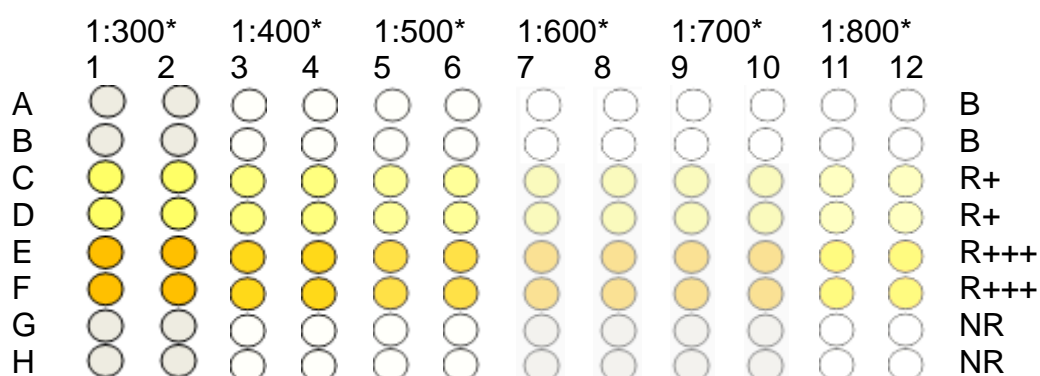 1:300* 1:400* 1:500* 1:600* 1:700* 1:800*
1 2 3 4 5 6 7 8 9 10 11 12
A B
B B
C R+
D R+
E R+++
F R+++
G NR
H NR